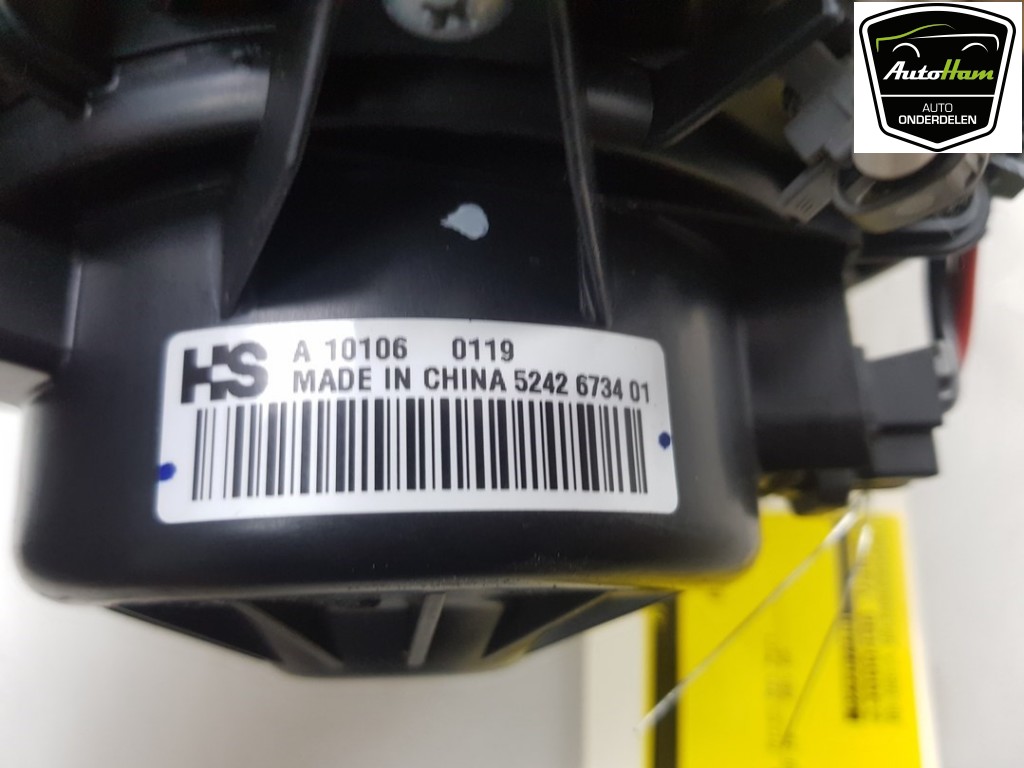 AutoHam
AUTO
ONDERDELEN
HS
A 10106 0119
MADE IN CHINA 5242 6734 01